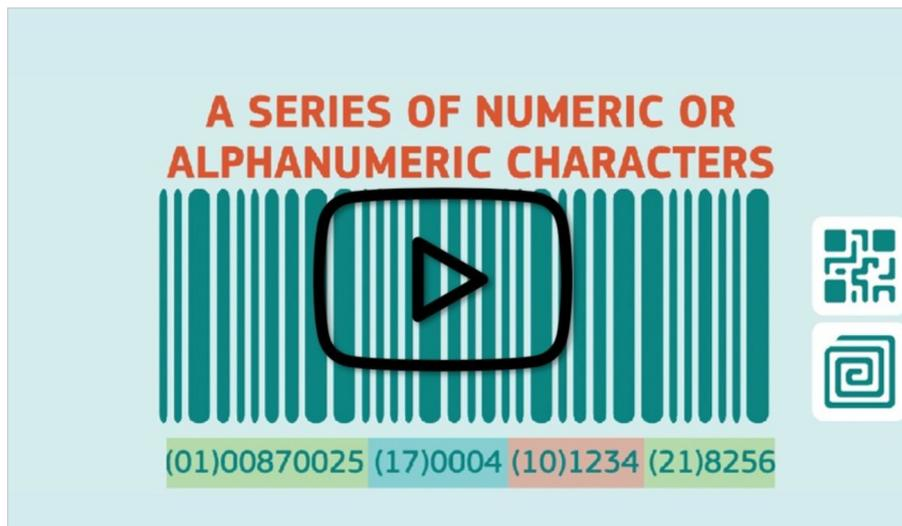 A SERIES OF NUMERIC OR
ALPHANUMERIC CHARACTERS
(01)00870025 (17)0004 (10)1234 (21)8256